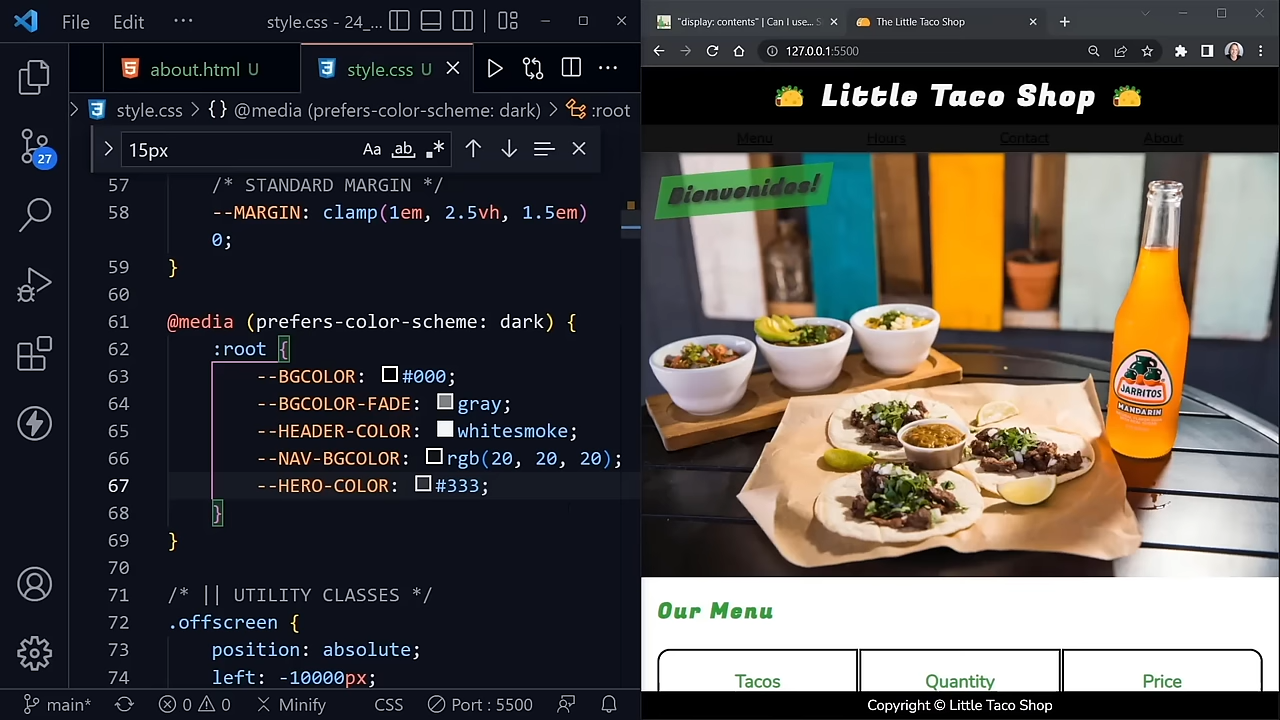 File Edit ··· style.css - 24_...
about.html U
style.css U
style.css > {} @media (prefers-color-scheme: dark) > :root
15px
Aa ab .*
27
57 /* STANDARD MARGIN */
58 --MARGIN: clamp(1em, 2.5vh, 1.5em)
0;
59 }
60
61 @media (prefers-color-scheme: dark) {
62 :root {
63 --BGCOLOR: #000;
64 --BGCOLOR-FADE: gray;
65 --HEADER-COLOR: whitesmoke;
66 --NAV-BGCOLOR: rgb(20, 20, 20);
67 --HERO-COLOR: #333;
68 }
69 }
70
71 /* || UTILITY CLASSES */
72 .offscreen {
73 position: absolute;
74 left: -10000px;
main* 0 0 Minify CSS Port : 5500
"display: contents" | Can I use... S
The Little Taco Shop
127.0.0.1:5500
Little Taco Shop
Menu Hours Contact About
Bienvenidos!
JARRITOS
MANDARIN
Our Menu
Tacos Quantity Price
Copyright © Little Taco Shop